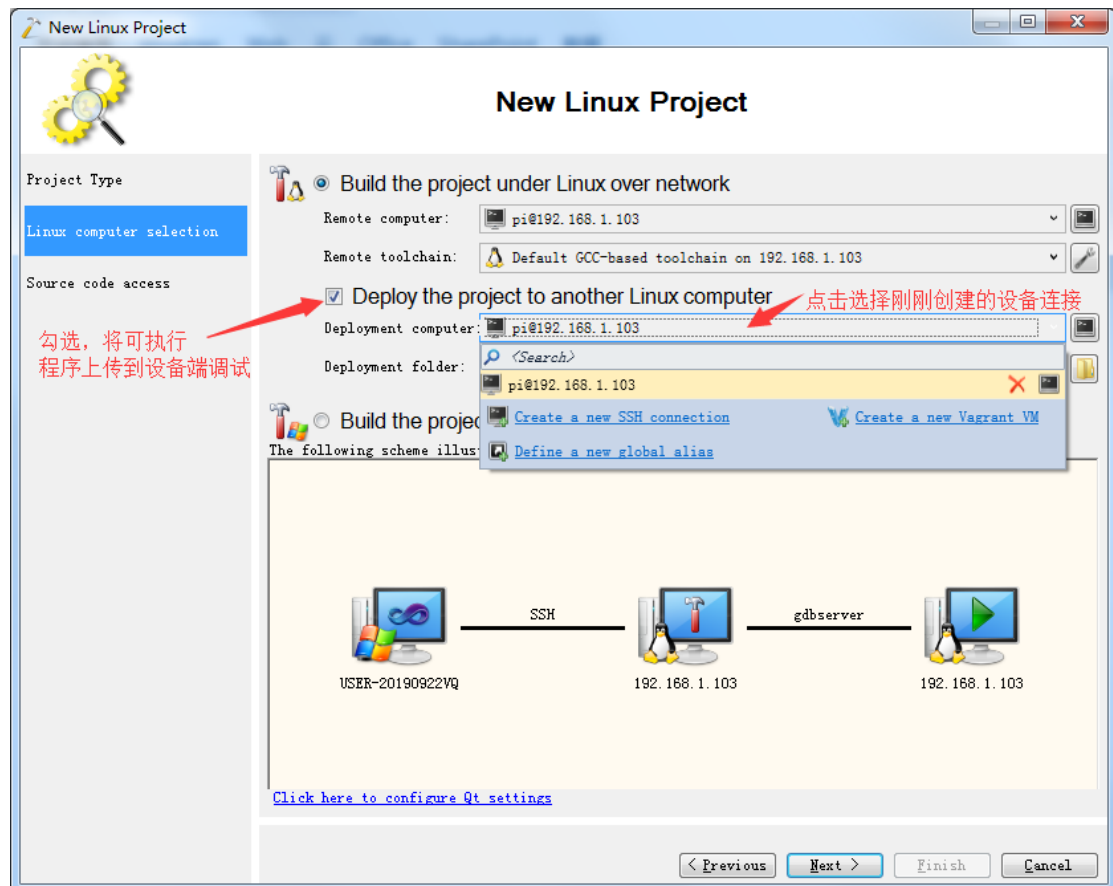 New Linux Project
New Linux Project
Project Type
Linux computer selection
Source code access
Build the project under Linux over network
Remote computer: pi@192.168.1.103
Remote toolchain: Default GCC-based toolchain on 192.168.1.103
Deploy the project to another Linux computer
点击选择刚刚创建的设备连接
勾选，将可执行
程序上传到设备端调试
Deployment computer: pi@192.168.1.103
Deployment folder:
<Search>
pi@192.168.1.103
Create a new SSH connection
Create a new Vagrant VM
Define a new global alias
Build the projec
The following scheme illus
SSH
gdbserver
USER-20190922VQ
192.168.1.103
192.168.1.103
Click here to configure Qt settings
< Previous
Next >
Finish
Cancel